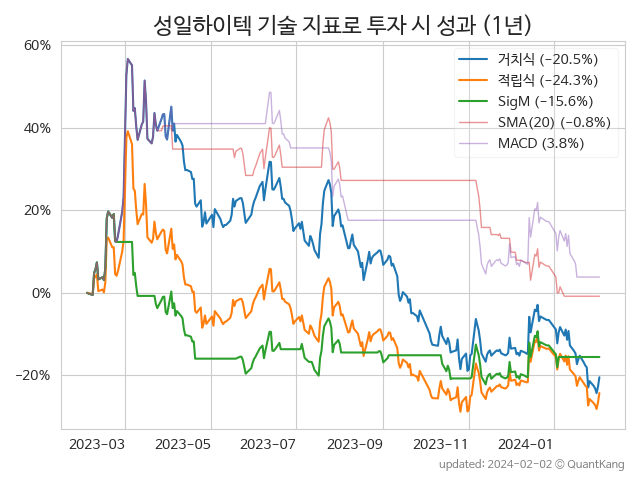 성일하이텍 기술 지표로 투자 시 성과 (1년)
60%
40%
20%
0%
−20%
거치식 (−20.5%)
적립식 (−24.3%)
SigM (−15.6%)
SMA(20) (−0.8%)
MACD (3.8%)
2023−03
2023−05
2023−07
2023−09
2023−11
2024−01
updated: 2024−02−02 © QuantKang